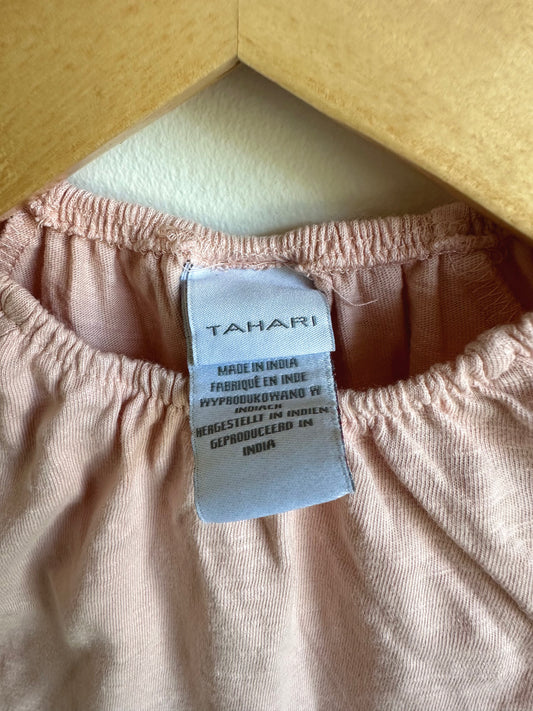 TAHARI
MADE IN INDIA
FABRIQUÉ EN INDE
WYPRODUKOWANO W
INDIACH
HERGESTELLT IN INDIEN
GEPRODUCEERD IN
INDIA